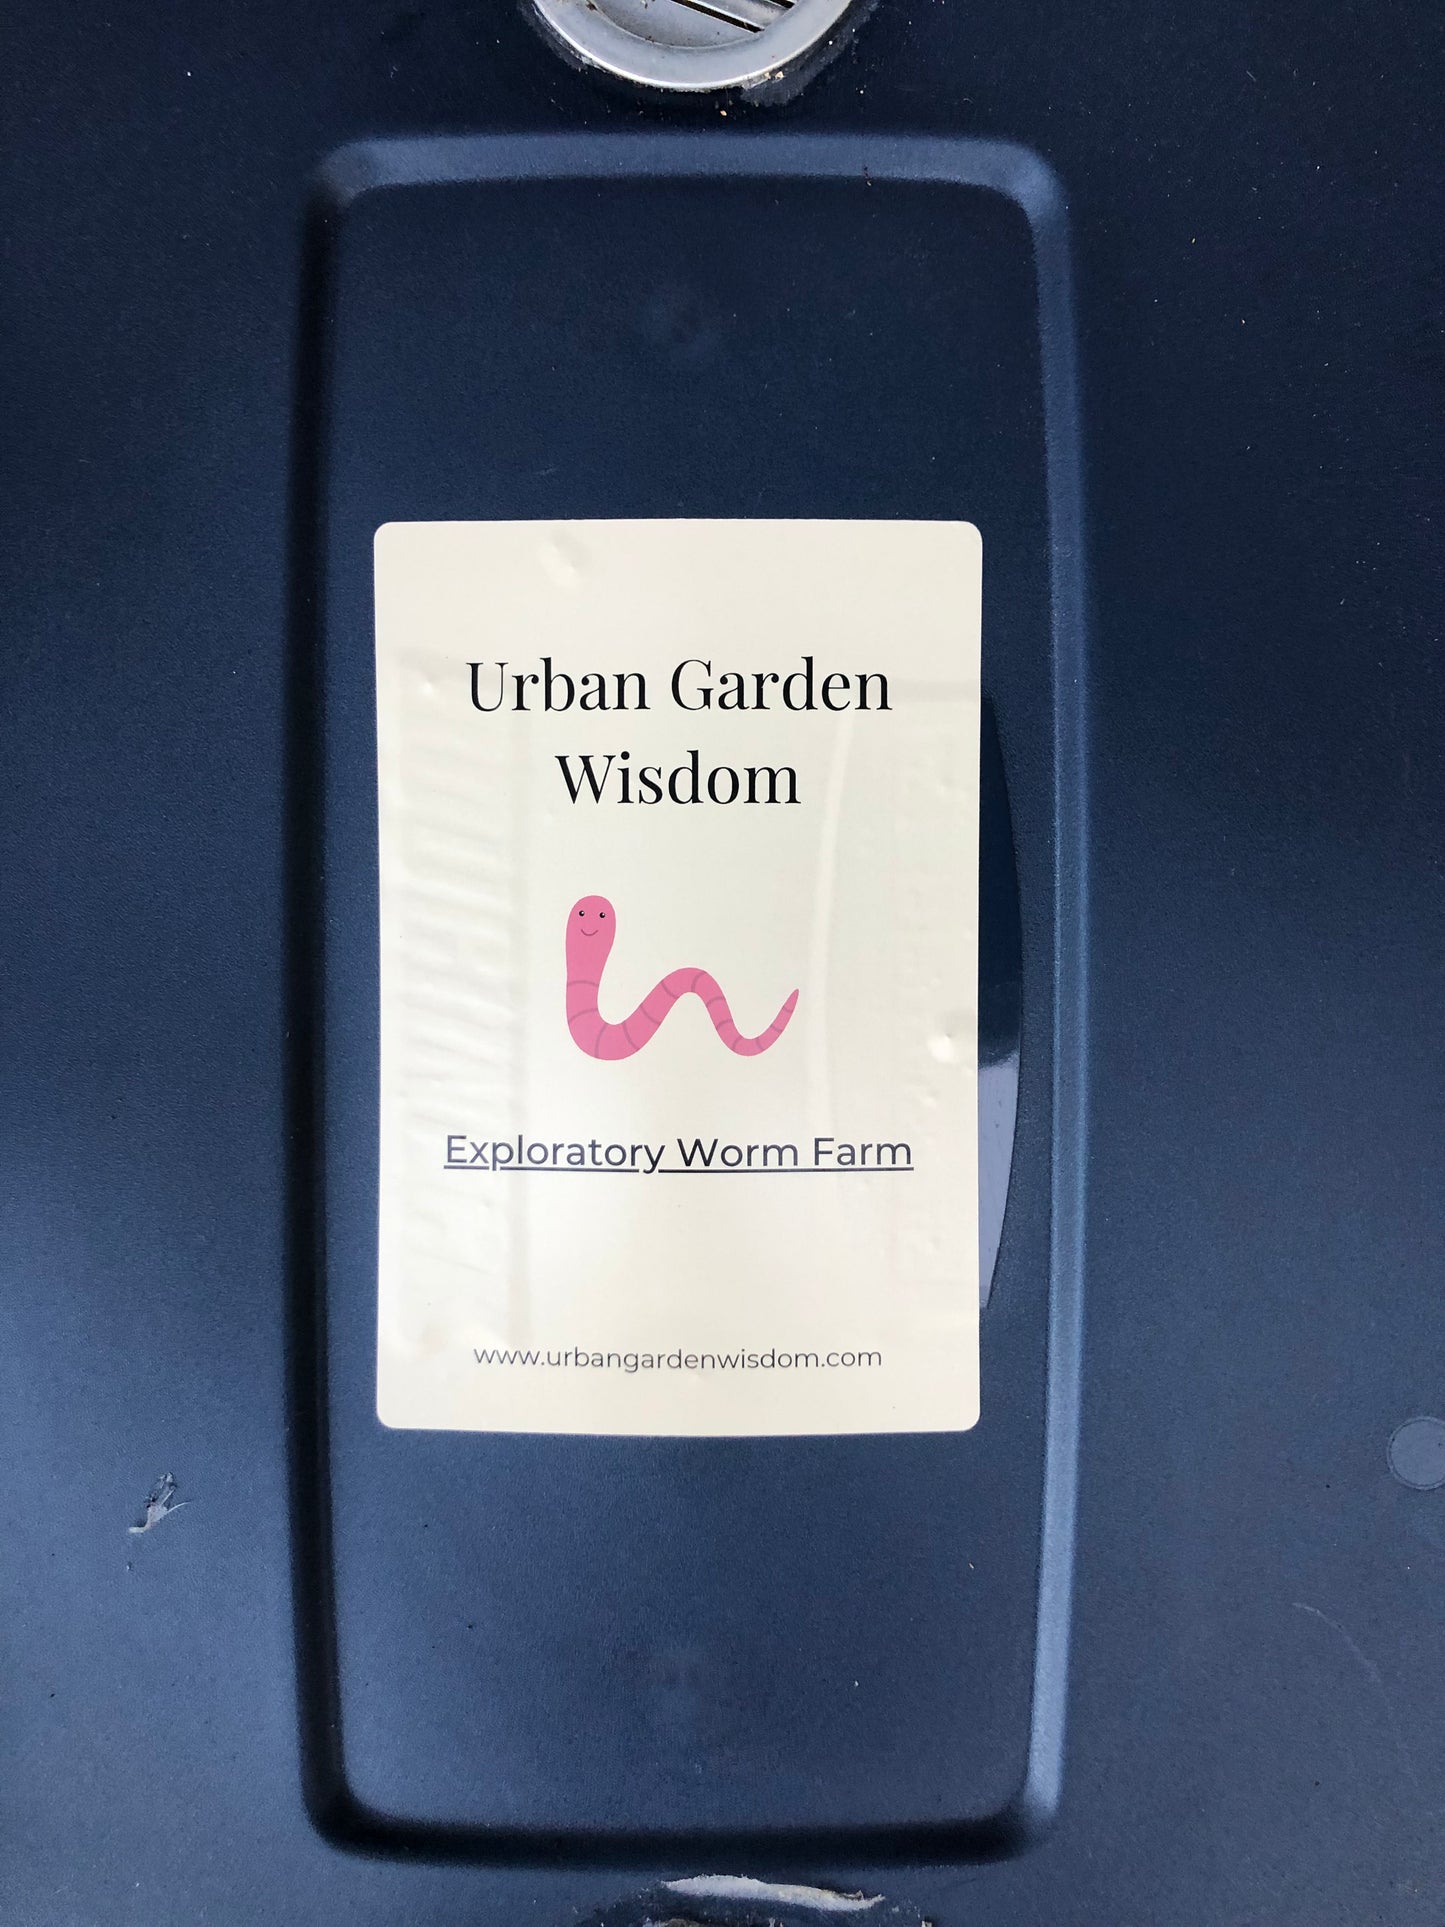 Urban Garden
Wisdom
Exploratory Worm Farm
www.urbangardenwisdom.com